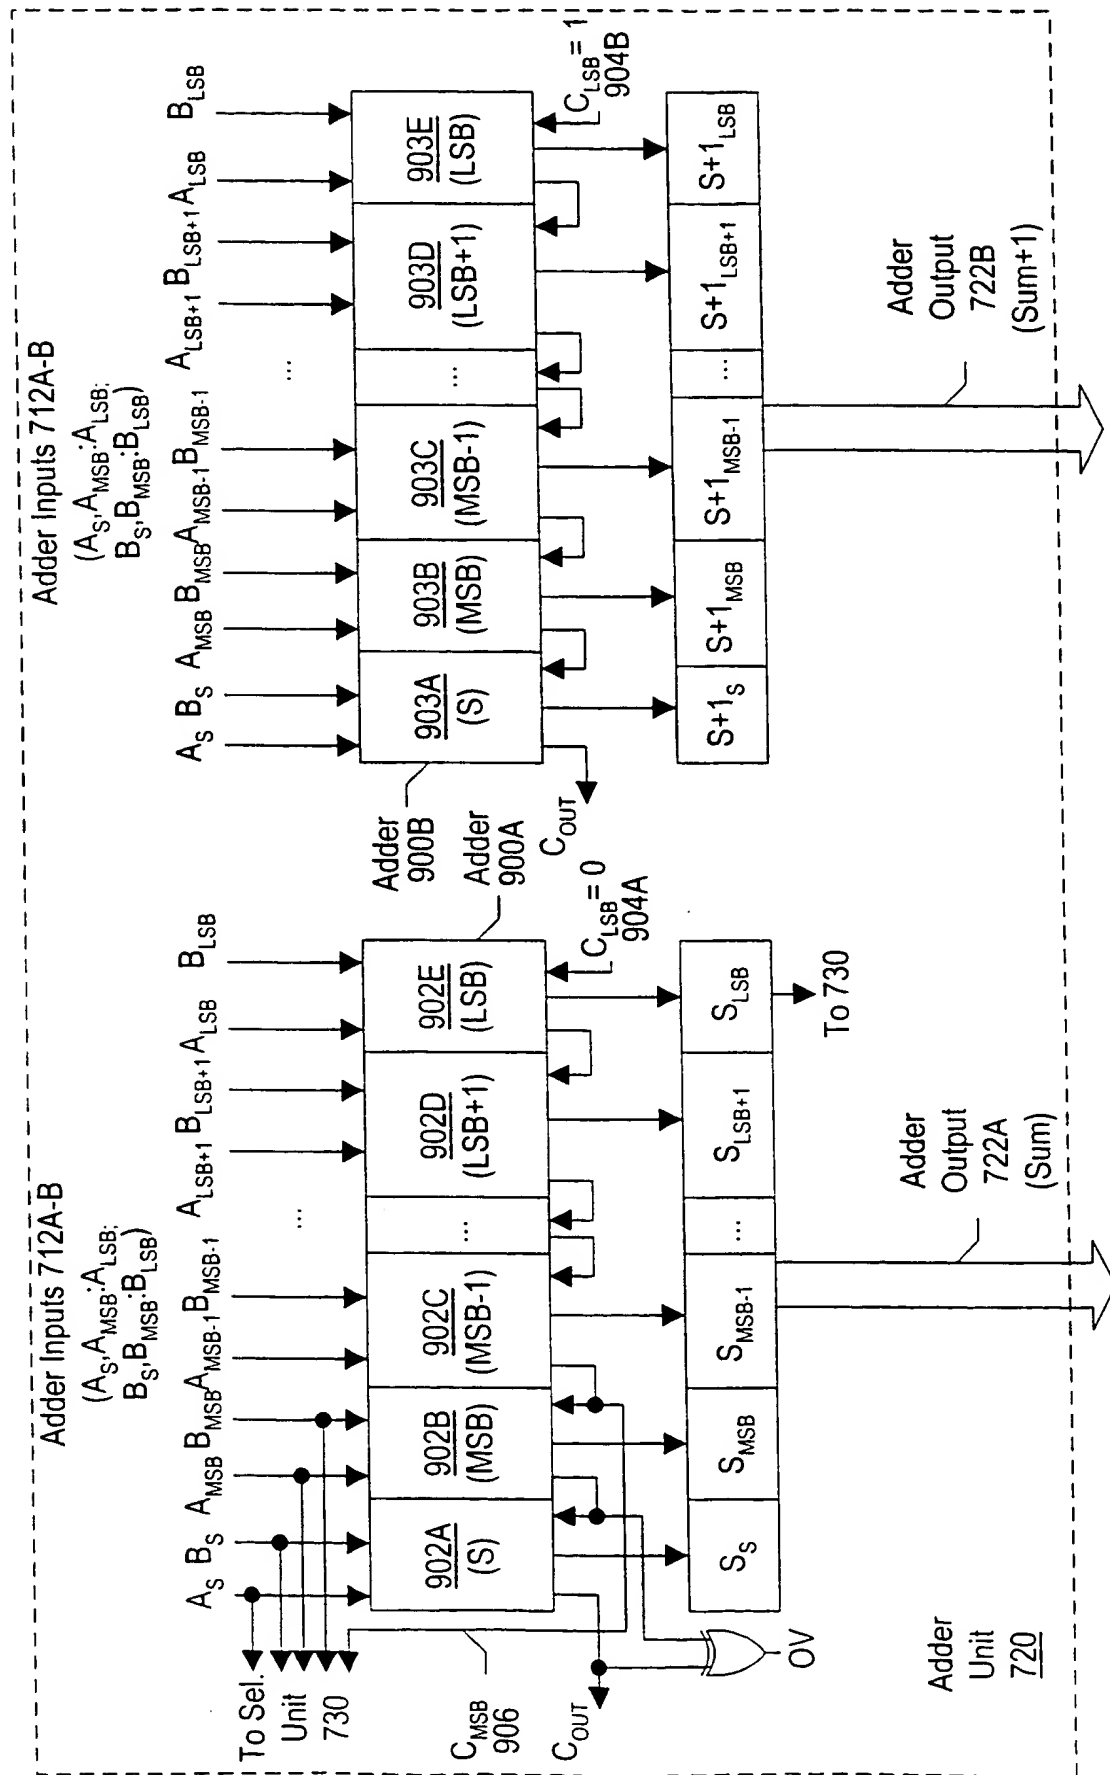 Adder Inputs 712A-B
(A_S, A_MSB:A_LSB;
B_S, B_MSB:B_LSB)
A_S B_S A_MSB B_MSB A_MSB-1 B_MSB-1 ... A_LSB+1 B_LSB+1 A_LSB B_LSB
To Sel.
Unit
730
902A
(S)
902B
(MSB)
902C
(MSB-1)
...
902D
(LSB+1)
902E
(LSB)
Adder
900A
C_LSB = 0
904A
C_MSB
906
C_OUT
OV
S_S
S_MSB
S_MSB-1
...
S_LSB+1
S_LSB
To 730
Adder
Output
722A
(Sum)
Adder Inputs 712A-B
(A_S, A_MSB:A_LSB;
B_S, B_MSB:B_LSB)
A_S B_S A_MSB B_MSB A_MSB-1 B_MSB-1 ... A_LSB+1 B_LSB+1 A_LSB B_LSB
Adder
900B
903A
(S)
903B
(MSB)
903C
(MSB-1)
...
903D
(LSB+1)
903E
(LSB)
C_LSB = 1
904B
C_OUT
S+1_S
S+1_MSB
S+1_MSB-1
...
S+1_LSB+1
S+1_LSB
Adder
Output
722B
(Sum+1)
Adder
Unit
720